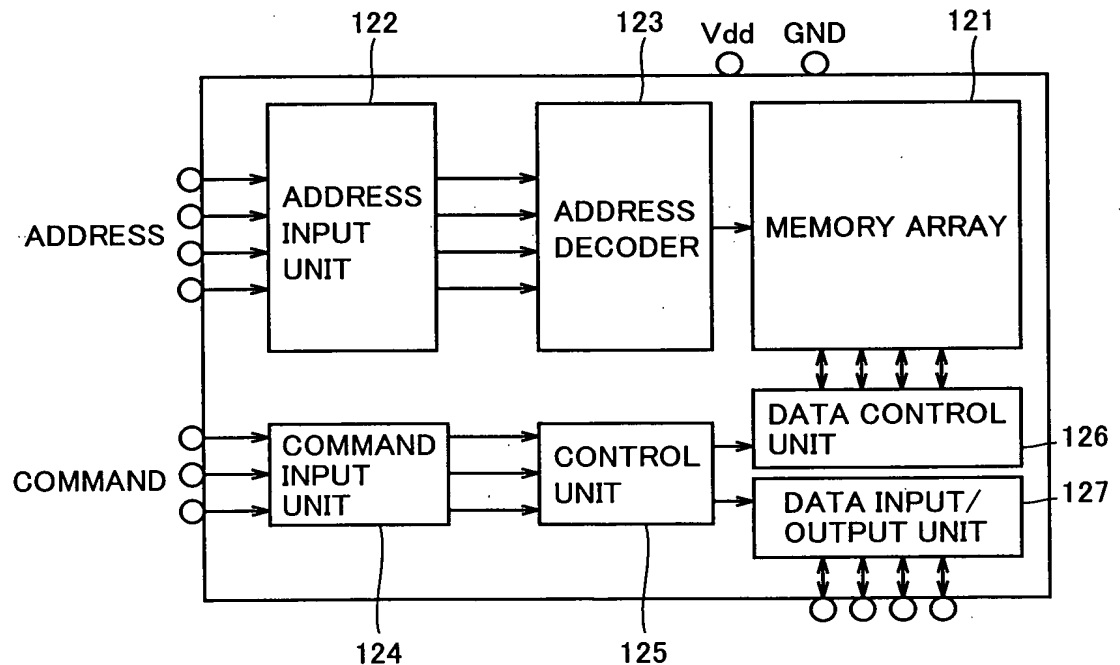 122
123
Vdd
GND
121
ADDRESS
ADDRESS
INPUT
UNIT
ADDRESS
DECODER
MEMORY ARRAY
COMMAND
COMMAND
INPUT
UNIT
CONTROL
UNIT
DATA CONTROL
UNIT
126
DATA INPUT/
OUTPUT UNIT
127
124
125